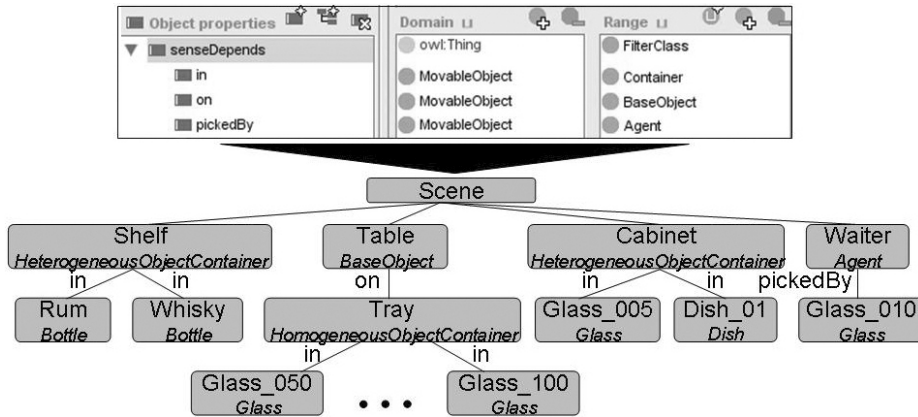 Object properties
Domain
Range
senseDepends
owl:Thing
FilterClass
in
MovableObject
Container
on
MovableObject
BaseObject
pickedBy
MovableObject
Agent
Scene
Shelf
HeterogeneousObjectContainer
Table
BaseObject
Cabinet
HeterogeneousObjectContainer
Waiter
Agent
in
in
on
in
in
pickedBy
Rum
Bottle
Whisky
Bottle
Tray
HomogeneousObjectContainer
Glass_005
Glass
Dish_01
Dish
Glass_010
Glass
in
in
Glass_050
Glass
• • •
Glass_100
Glass